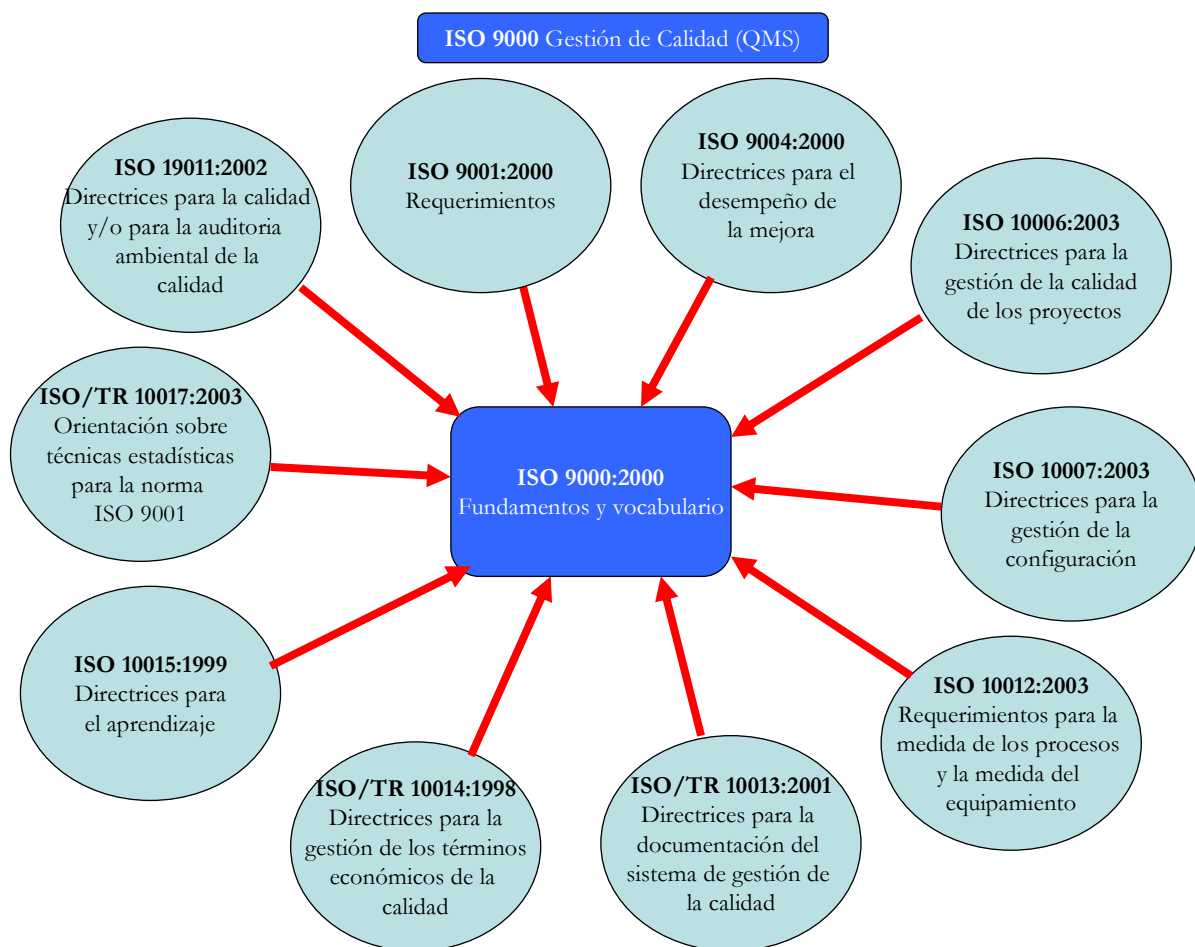 ISO 9000 Gestión de Calidad (QMS)
ISO 19011:2002
Directrices para la calidad
y/o para la auditoria
ambiental de la
calidad
ISO 9001:2000
Requerimientos
ISO 9004:2000
Directrices para el
desempeño de
la mejora
ISO 10006:2003
Directrices para la
gestión de la calidad
de los proyectos
ISO/TR 10017:2003
Orientación sobre
técnicas estadísticas
para la norma
ISO 9001
ISO 9000:2000
Fundamentos y vocabulario
ISO 10007:2003
Directrices para la
gestión de la
configuración
ISO 10015:1999
Directrices para
el aprendizaje
ISO/TR 10014:1998
Directrices para la
gestión de los términos
económicos de la
calidad
ISO/TR 10013:2001
Directrices para la
documentación del
sistema de gestión de
la calidad
ISO 10012:2003
Requerimientos para la
medida de los procesos
y la medida del
equipamiento